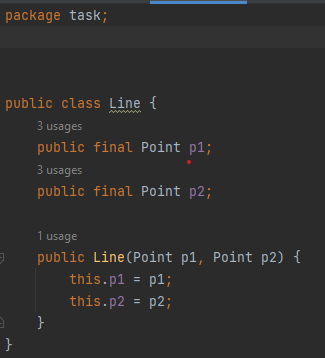 package task;
public class Line {
3 usages
public final Point p1;
3 usages
public final Point p2;
1 usage
public Line(Point p1, Point p2) {
this.p1 = p1;
this.p2 = p2;
}
}